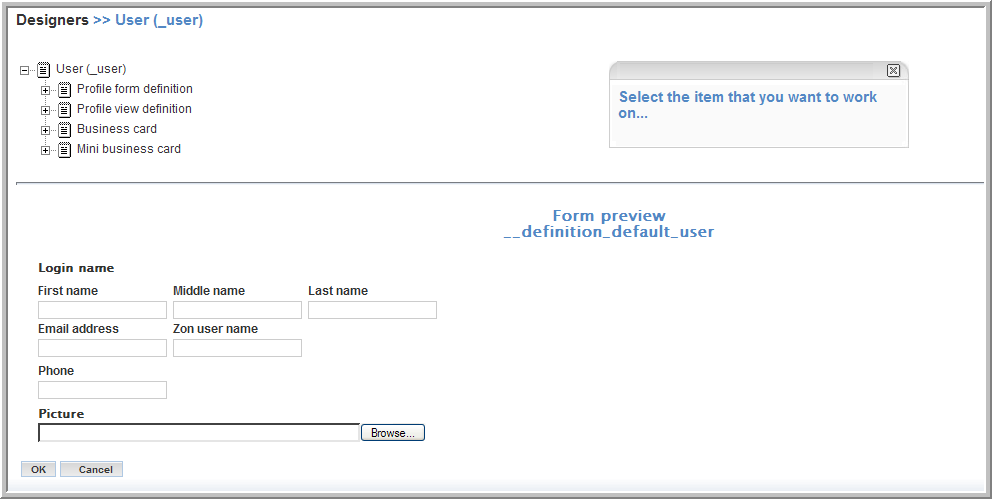 Designers >> User (_user)
User (_user)
Profile form definition
Profile view definition
Business card
Mini business card
Select the item that you want to work
on...
Form preview
__definition_default_user
Login name
First name Middle name Last name
Email address Zon user name
Phone
Picture
Browse...
OK Cancel